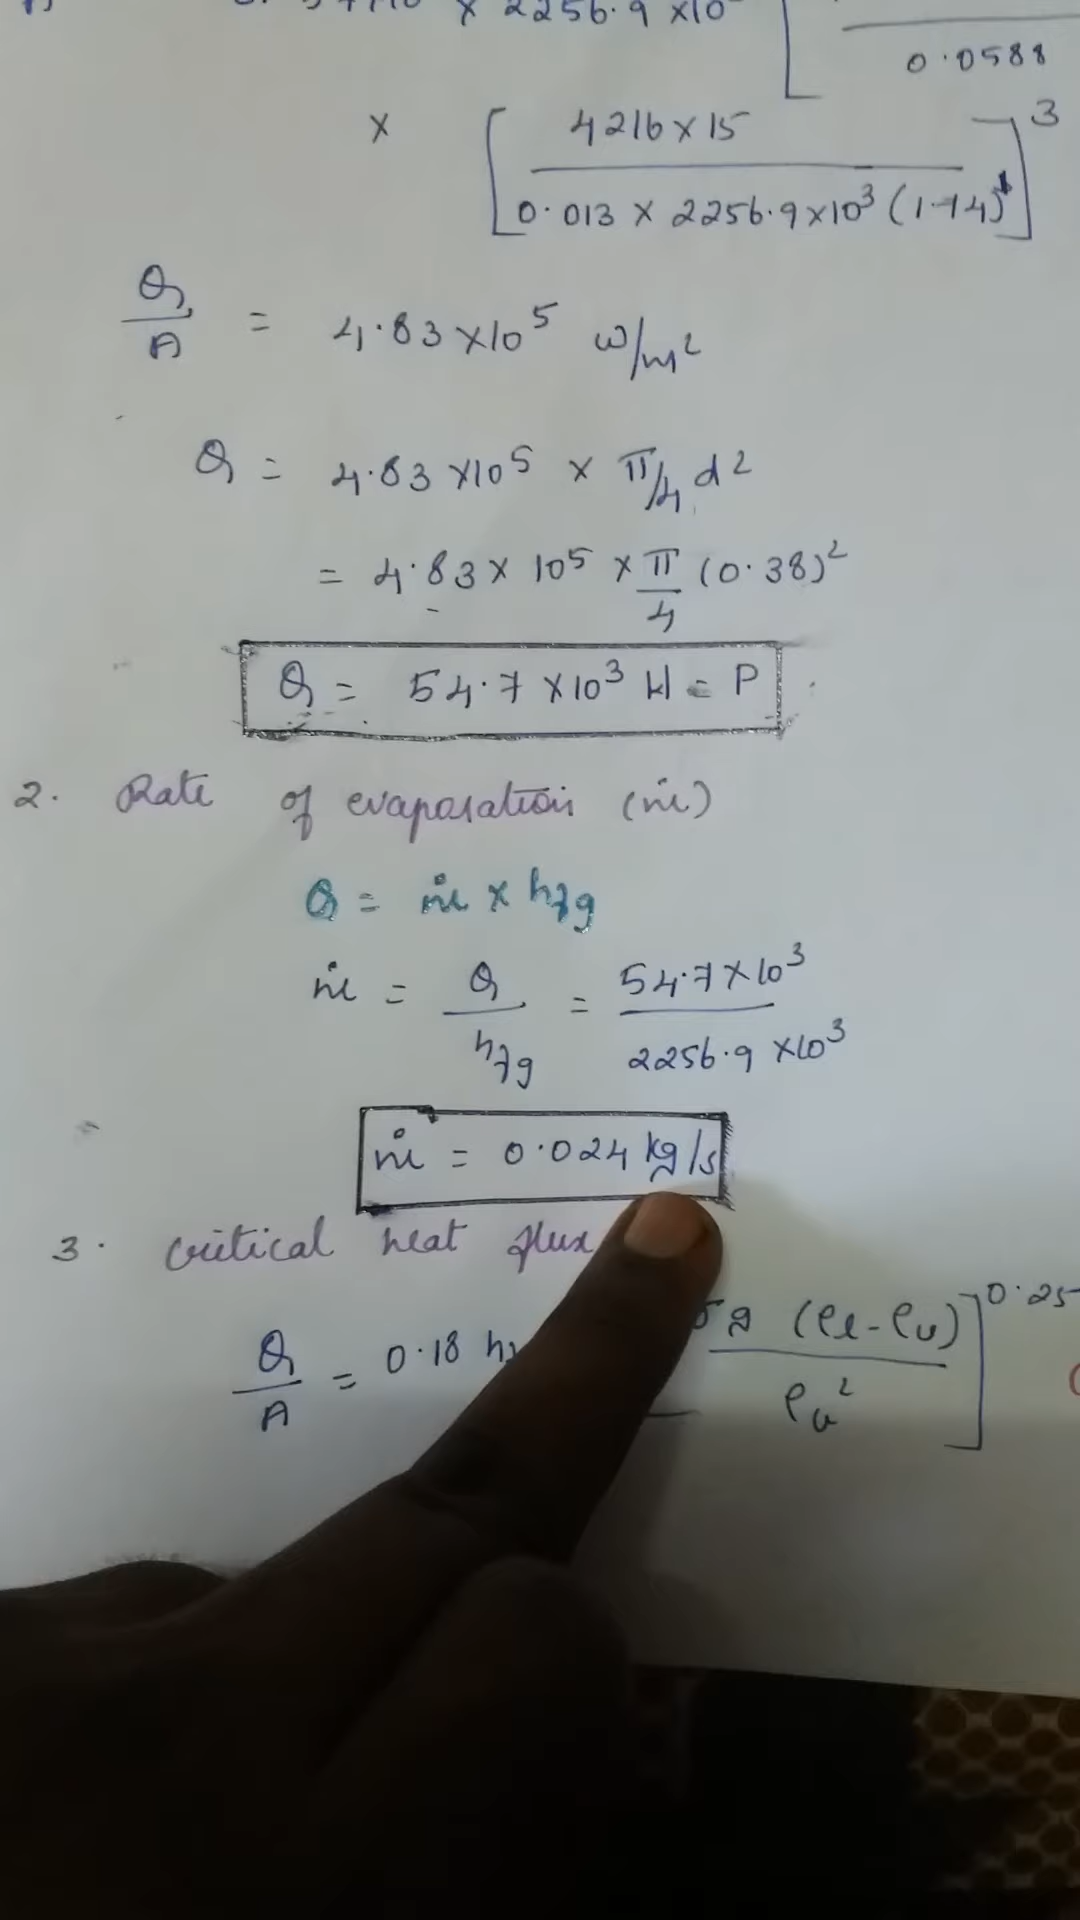 × 2256.9 ×10
0.0588
× [ 4216 × 15 / 0.013 × 2256.9×10³ (1.74)¹ ]³
Q/A = 4.83 ×10⁵ W/m²
Q = 4.83 ×10⁵ × π/4 d²
= 4.83 × 10⁵ × π/4 (0.38)²
Q = 54.7 ×10³ W = P
2. Rate of evaporation (ṁ)
Q = ṁ × hfg
ṁ = Q/hfg = 54.7 × 10³ / 2256.9 ×10³
ṁ = 0.024 kg/s
3. critical heat flux
Q/A = 0.18 h σg (ρl - ρv) / ρv² ]^0.25